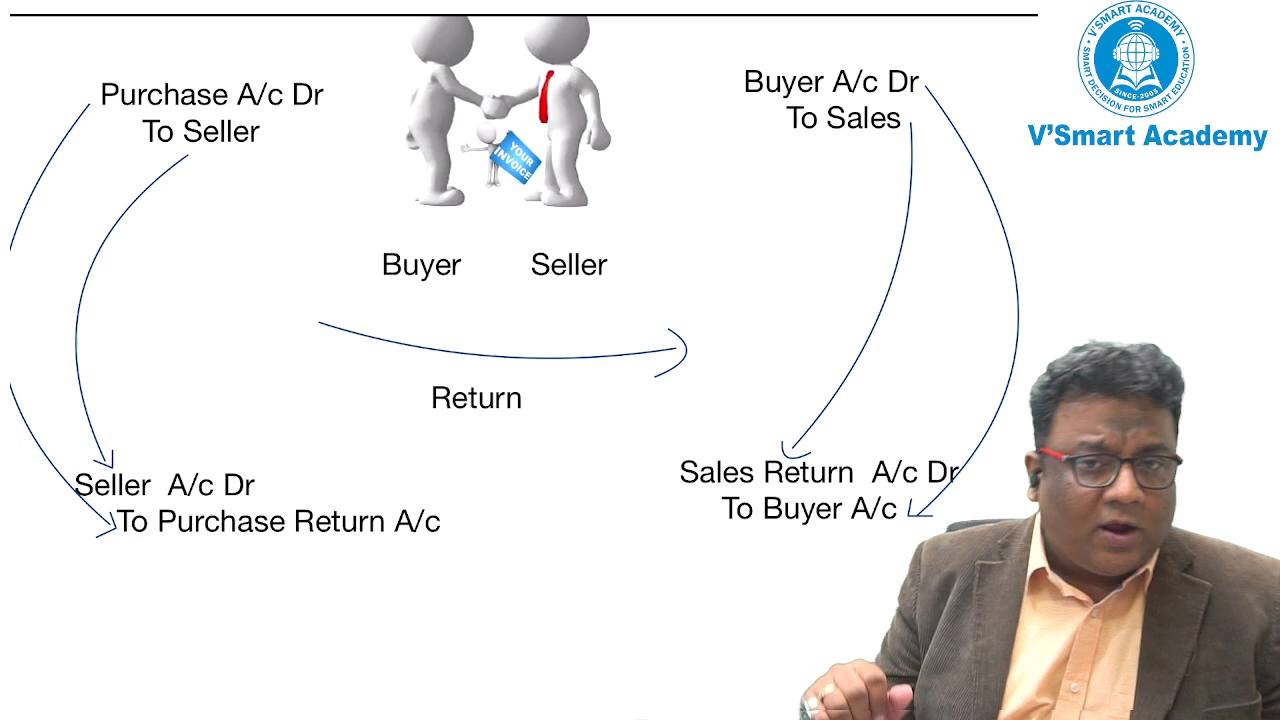 Purchase A/c Dr
To Seller
YOUR
INVOICE
Buyer A/c Dr
To Sales
V'SMART ACADEMY
SMART DECISION FOR SMART EDUCATION
SINCE-2005
V'Smart Academy
Buyer
Seller
Return
Seller A/c Dr
To Purchase Return A/c
Sales Return A/c Dr
To Buyer A/c